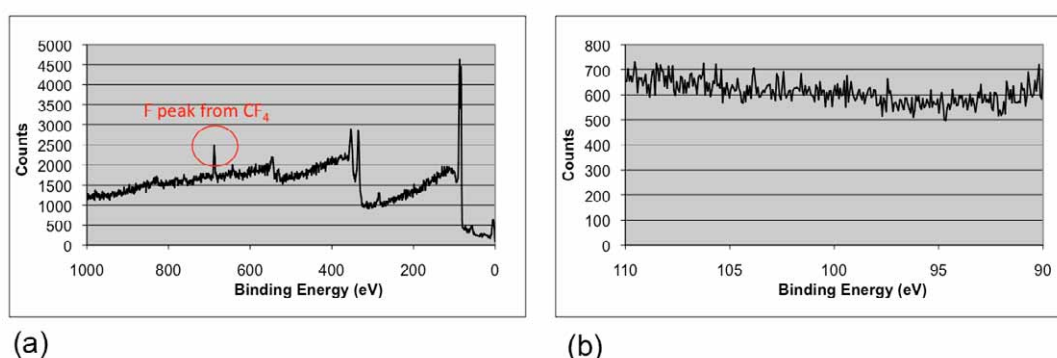 5000
4500
4000
3500
3000
2500
2000
1500
1000
500
0
Counts
F peak from CF4
1000 800 600 400 200 0
Binding Energy (eV)
(a)
800
700
600
500
400
300
200
100
0
Counts
110 105 100 95 90
Binding Energy (eV)
(b)